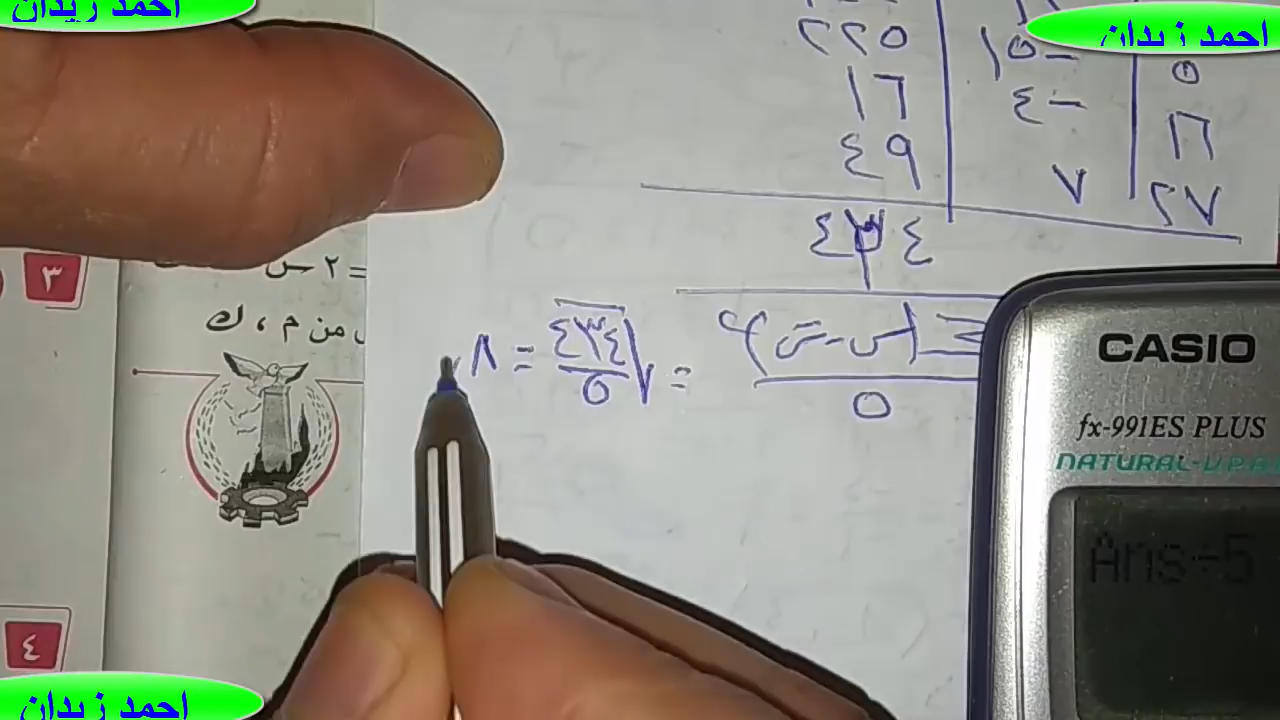 احمد زيدان
احمد زيدان
٥ -١٥ ٢٢٥
١٦ -٤ ١٦
٢٧ ٧ ٤٩
٤٣٤
= ٢ س
٣
من م ، ك
(س - س̄)٢ / ٥ = √(٤٣٤ / ٥) = ٨
CASIO
fx-991ES PLUS
NATURAL-V.P.A
Ans÷5
٤
احمد زيدان